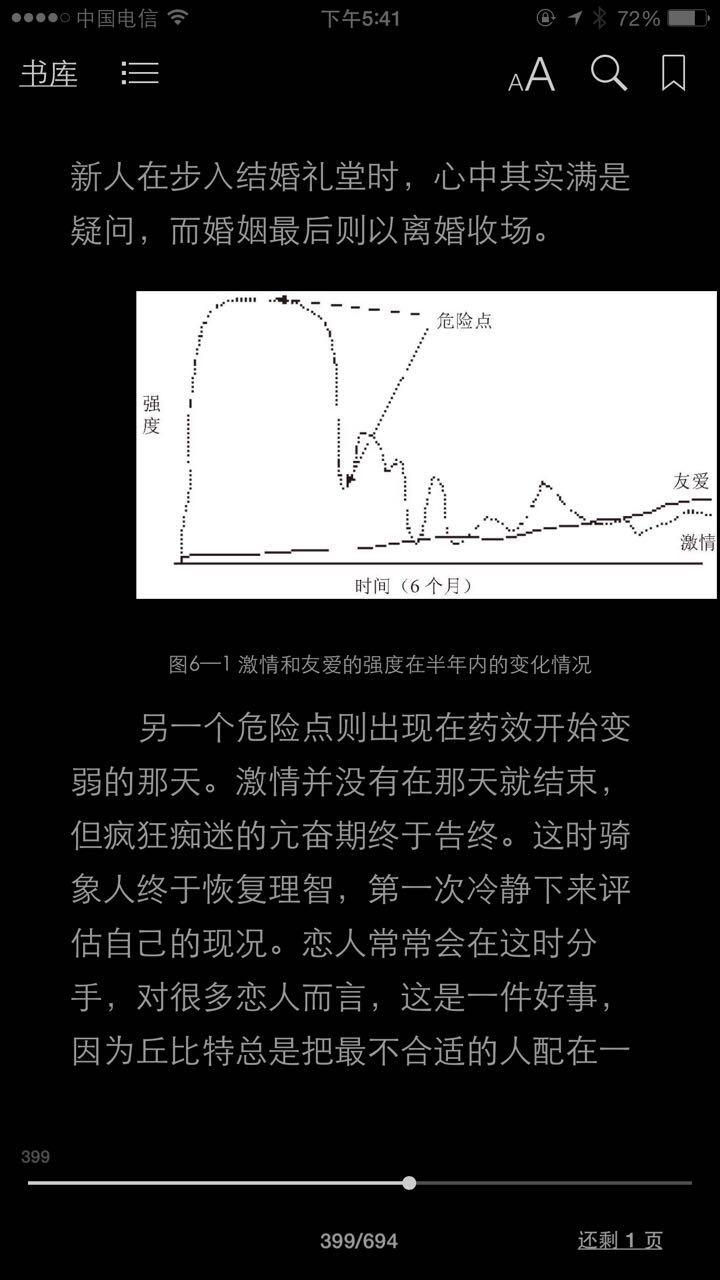 中国电信 下午5:41 72%
书库 AA
新人在步入结婚礼堂时，心中其实满是
疑问，而婚姻最后则以离婚收场。
危险点
强
度
友爱
激情
时间（6 个月）
图6—1 激情和友爱的强度在半年内的变化情况
另一个危险点则出现在药效开始变
弱的那天。激情并没有在那天就结束，
但疯狂痴迷的亢奋期终于告终。这时骑
象人终于恢复理智，第一次冷静下来评
估自己的现况。恋人常常会在这时分
手，对很多恋人而言，这是一件好事，
因为丘比特总是把最不合适的人配在一
399
399/694 还剩 1 页